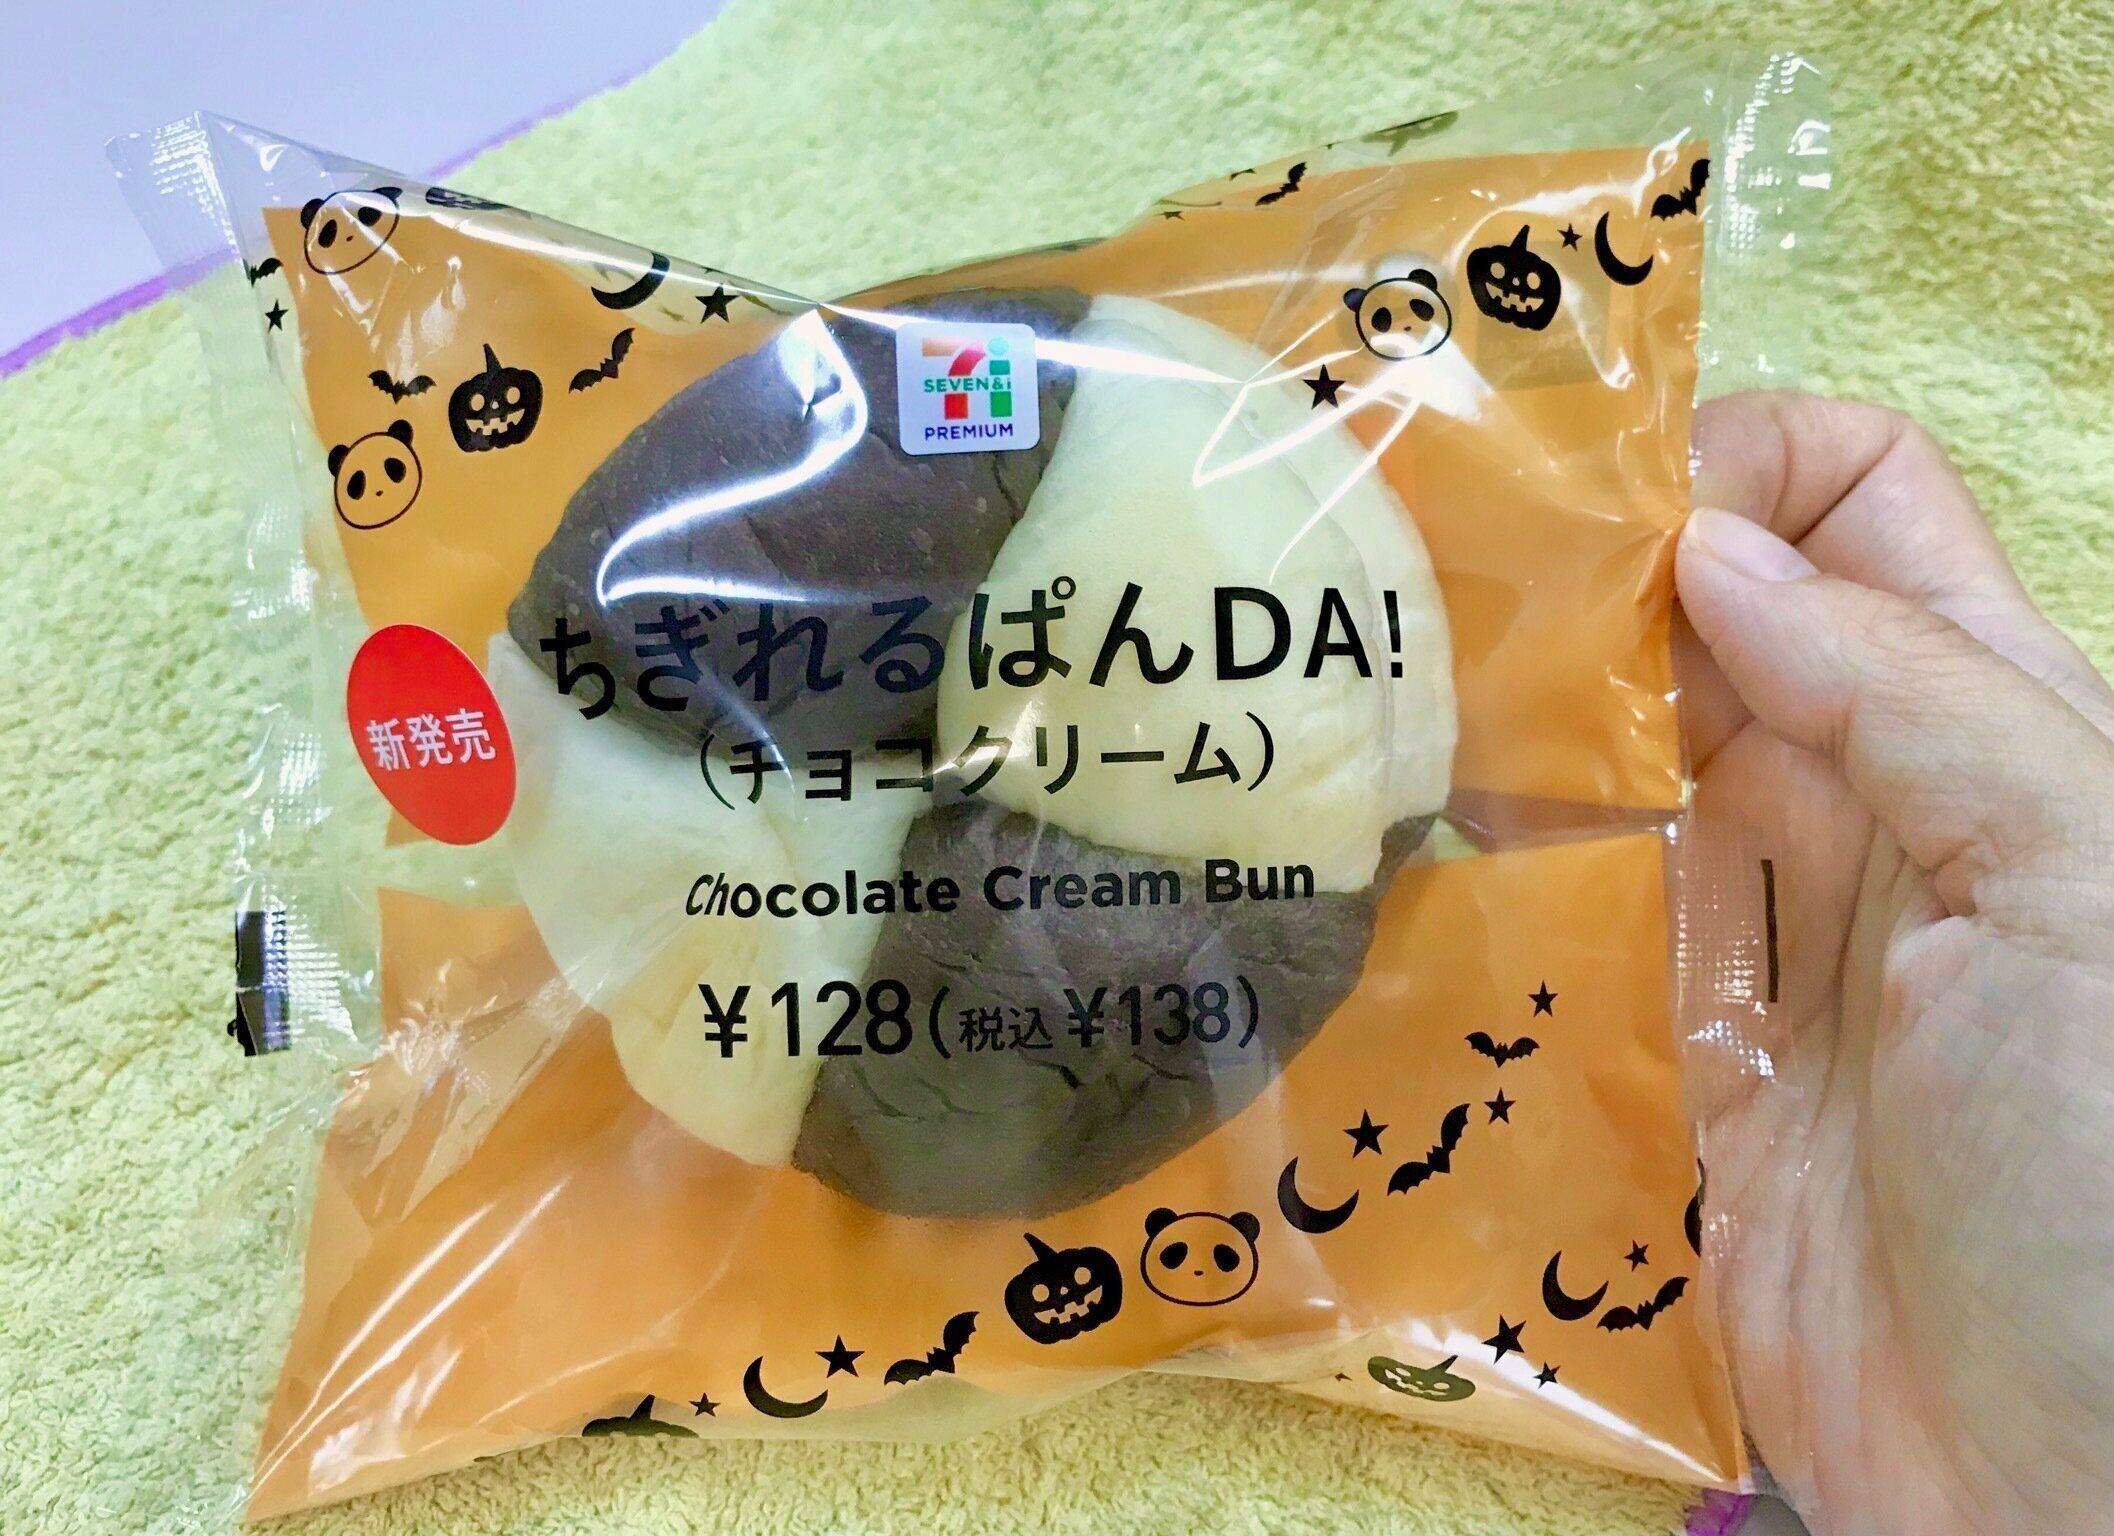 SEVEN&i
PREMIUM
ちぎれるぱんDA!
(チョコクリーム)
新発売
Chocolate Cream Bun
¥128(税込¥138)